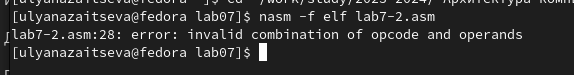 [ulyanazaitseva@fedora lab07]$ nasm -f elf lab7-2.asm
lab7-2.asm:28: error: invalid combination of opcode and operands
[ulyanazaitseva@fedora lab07]$